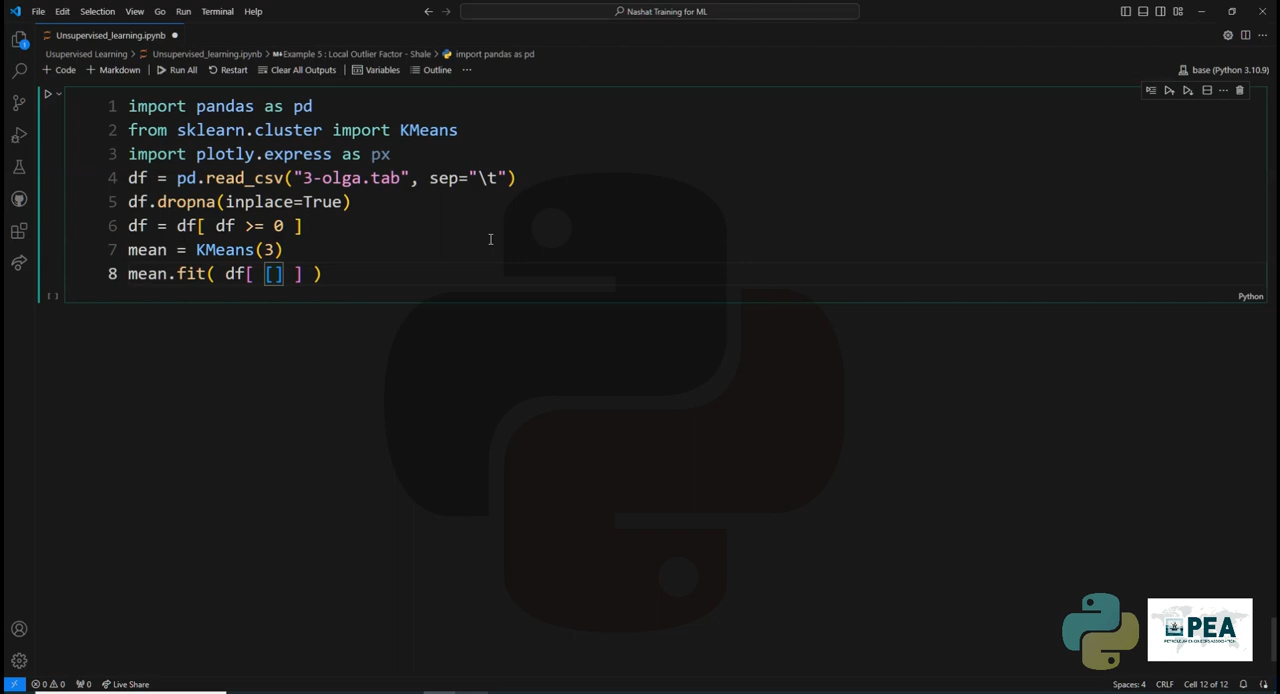 File Edit Selection View Go Run Terminal Help
Nashat Training for ML
Unsupervised_learning.ipynb
Usupervised Learning > Unsupervised_learning.ipynb > Example 5 : Local Outlier Factor - Shale > import pandas as pd
+ Code + Markdown Run All Restart Clear All Outputs Variables Outline ... base (Python 3.10.9)
1 import pandas as pd
2 from sklearn.cluster import KMeans
3 import plotly.express as px
4 df = pd.read_csv("3-olga.tab", sep="\t")
5 df.dropna(inplace=True)
6 df = df[ df >= 0 ]
7 mean = KMeans(3)
8 mean.fit( df[ [] ] )
[ ] Python
PEA
0 0 0 Live Share Spaces: 4 CRLF Cell 12 of 12